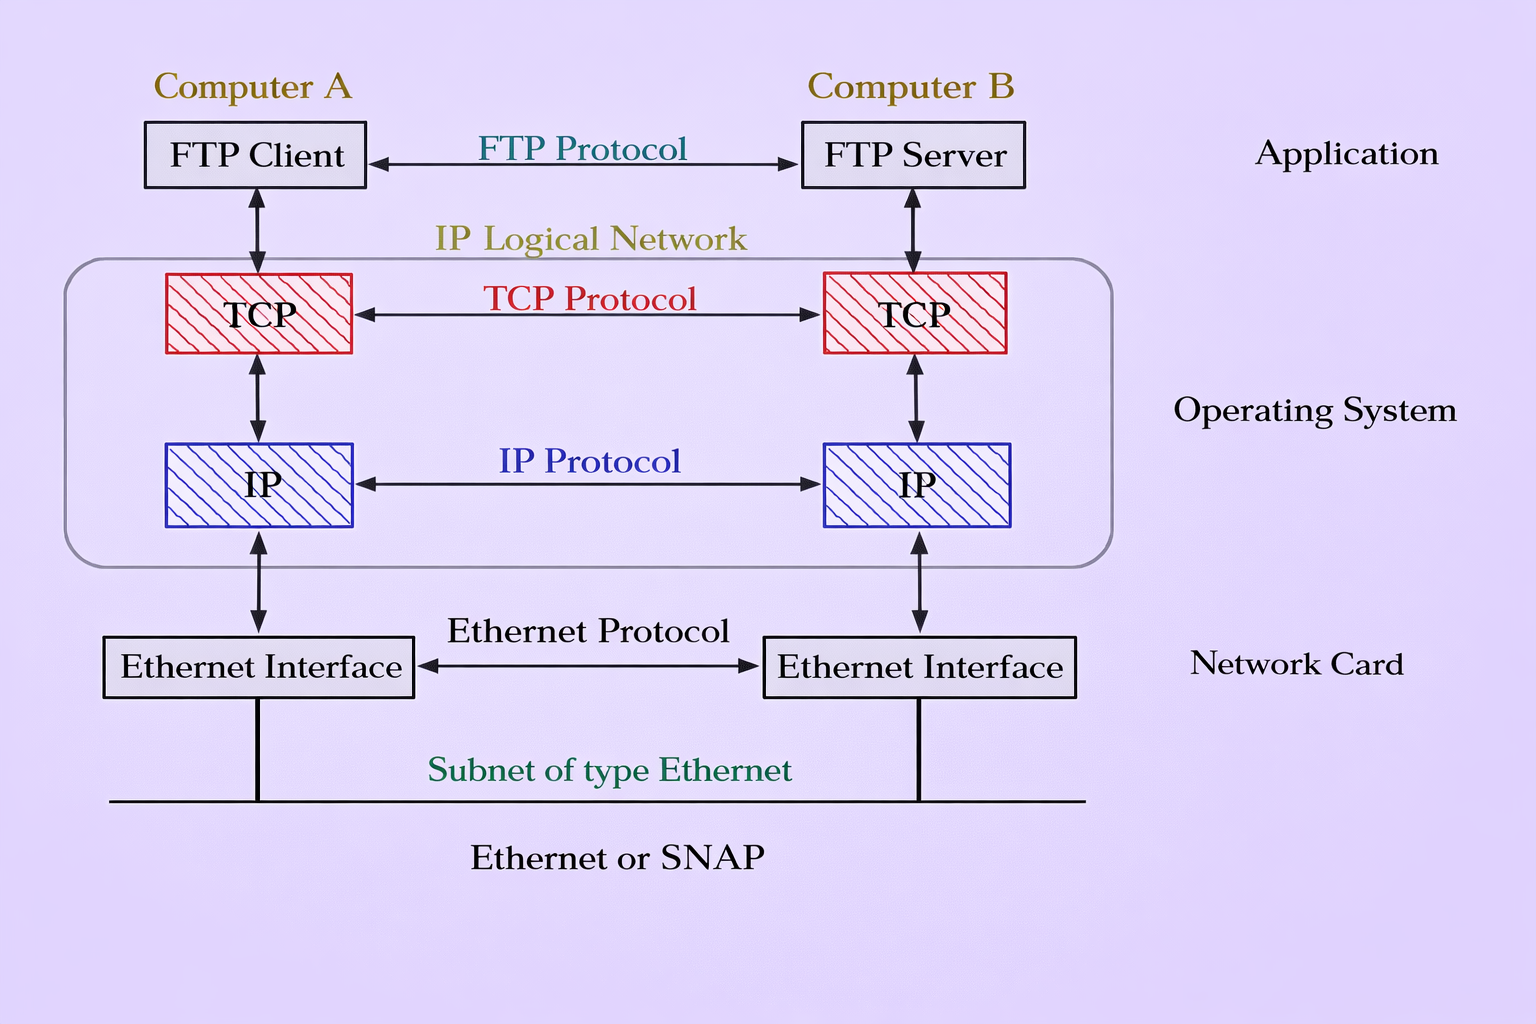 Computer A
Computer B
FTP Client
FTP Protocol
FTP Server
Application
IP Logical Network
TCP
TCP Protocol
TCP
Operating System
IP
IP Protocol
IP
Ethernet Interface
Ethernet Protocol
Ethernet Interface
Network Card
Subnet of type Ethernet
Ethernet or SNAP